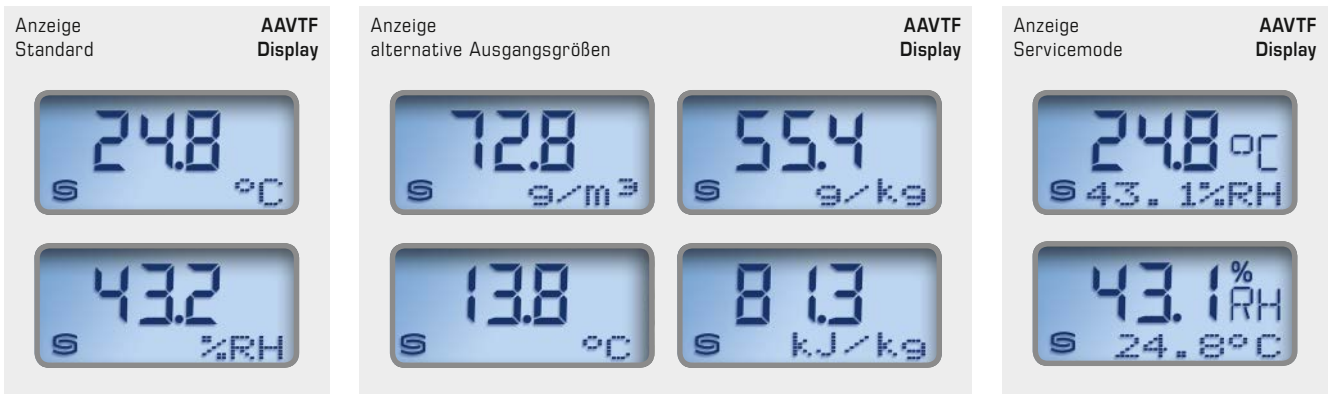 Anzeige AAVTF
Standard Display
24.8
°C
43.2
%RH
Anzeige AAVTF
alternative Ausgangsgrößen Display
72.8
g/m³
55.4
g/kg
13.8
°C
81.3
kJ/kg
Anzeige AAVTF
Servicemode Display
24.8 °C
43.1%RH
43.1 % RH
24.8°C